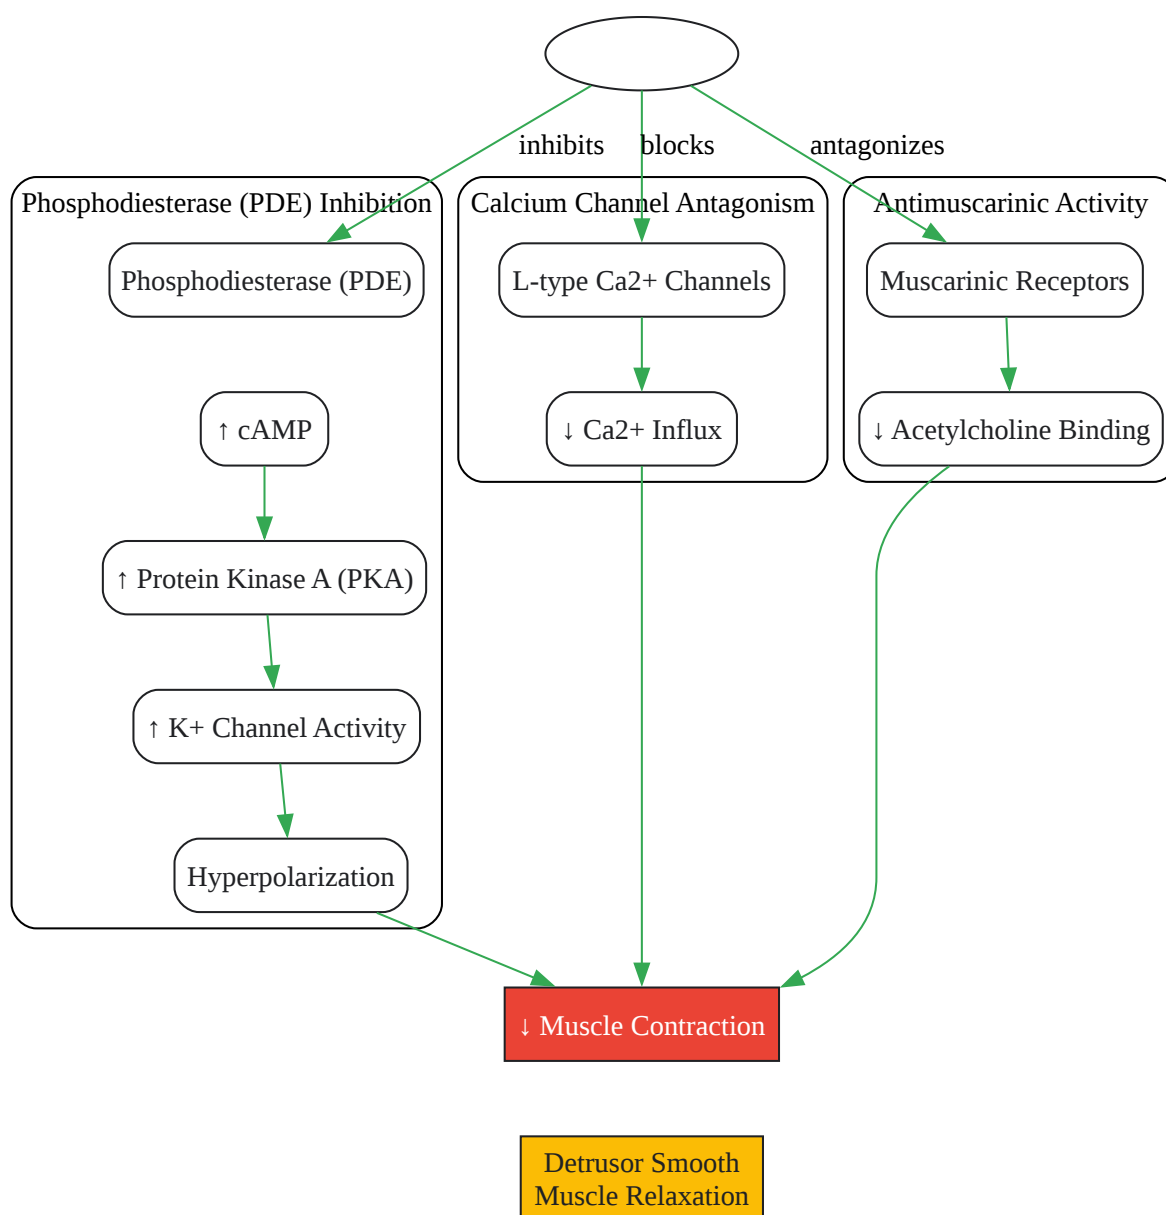 inhibits
blocks
antagonizes
Phosphodiesterase (PDE) Inhibition
Calcium Channel Antagonism
Antimuscarinic Activity
Phosphodiesterase (PDE)
L-type Ca2+ Channels
Muscarinic Receptors
↑ cAMP
↓ Ca2+ Influx
↓ Acetylcholine Binding
↑ Protein Kinase A (PKA)
↑ K+ Channel Activity
Hyperpolarization
↓ Muscle Contraction
Detrusor Smooth
Muscle Relaxation